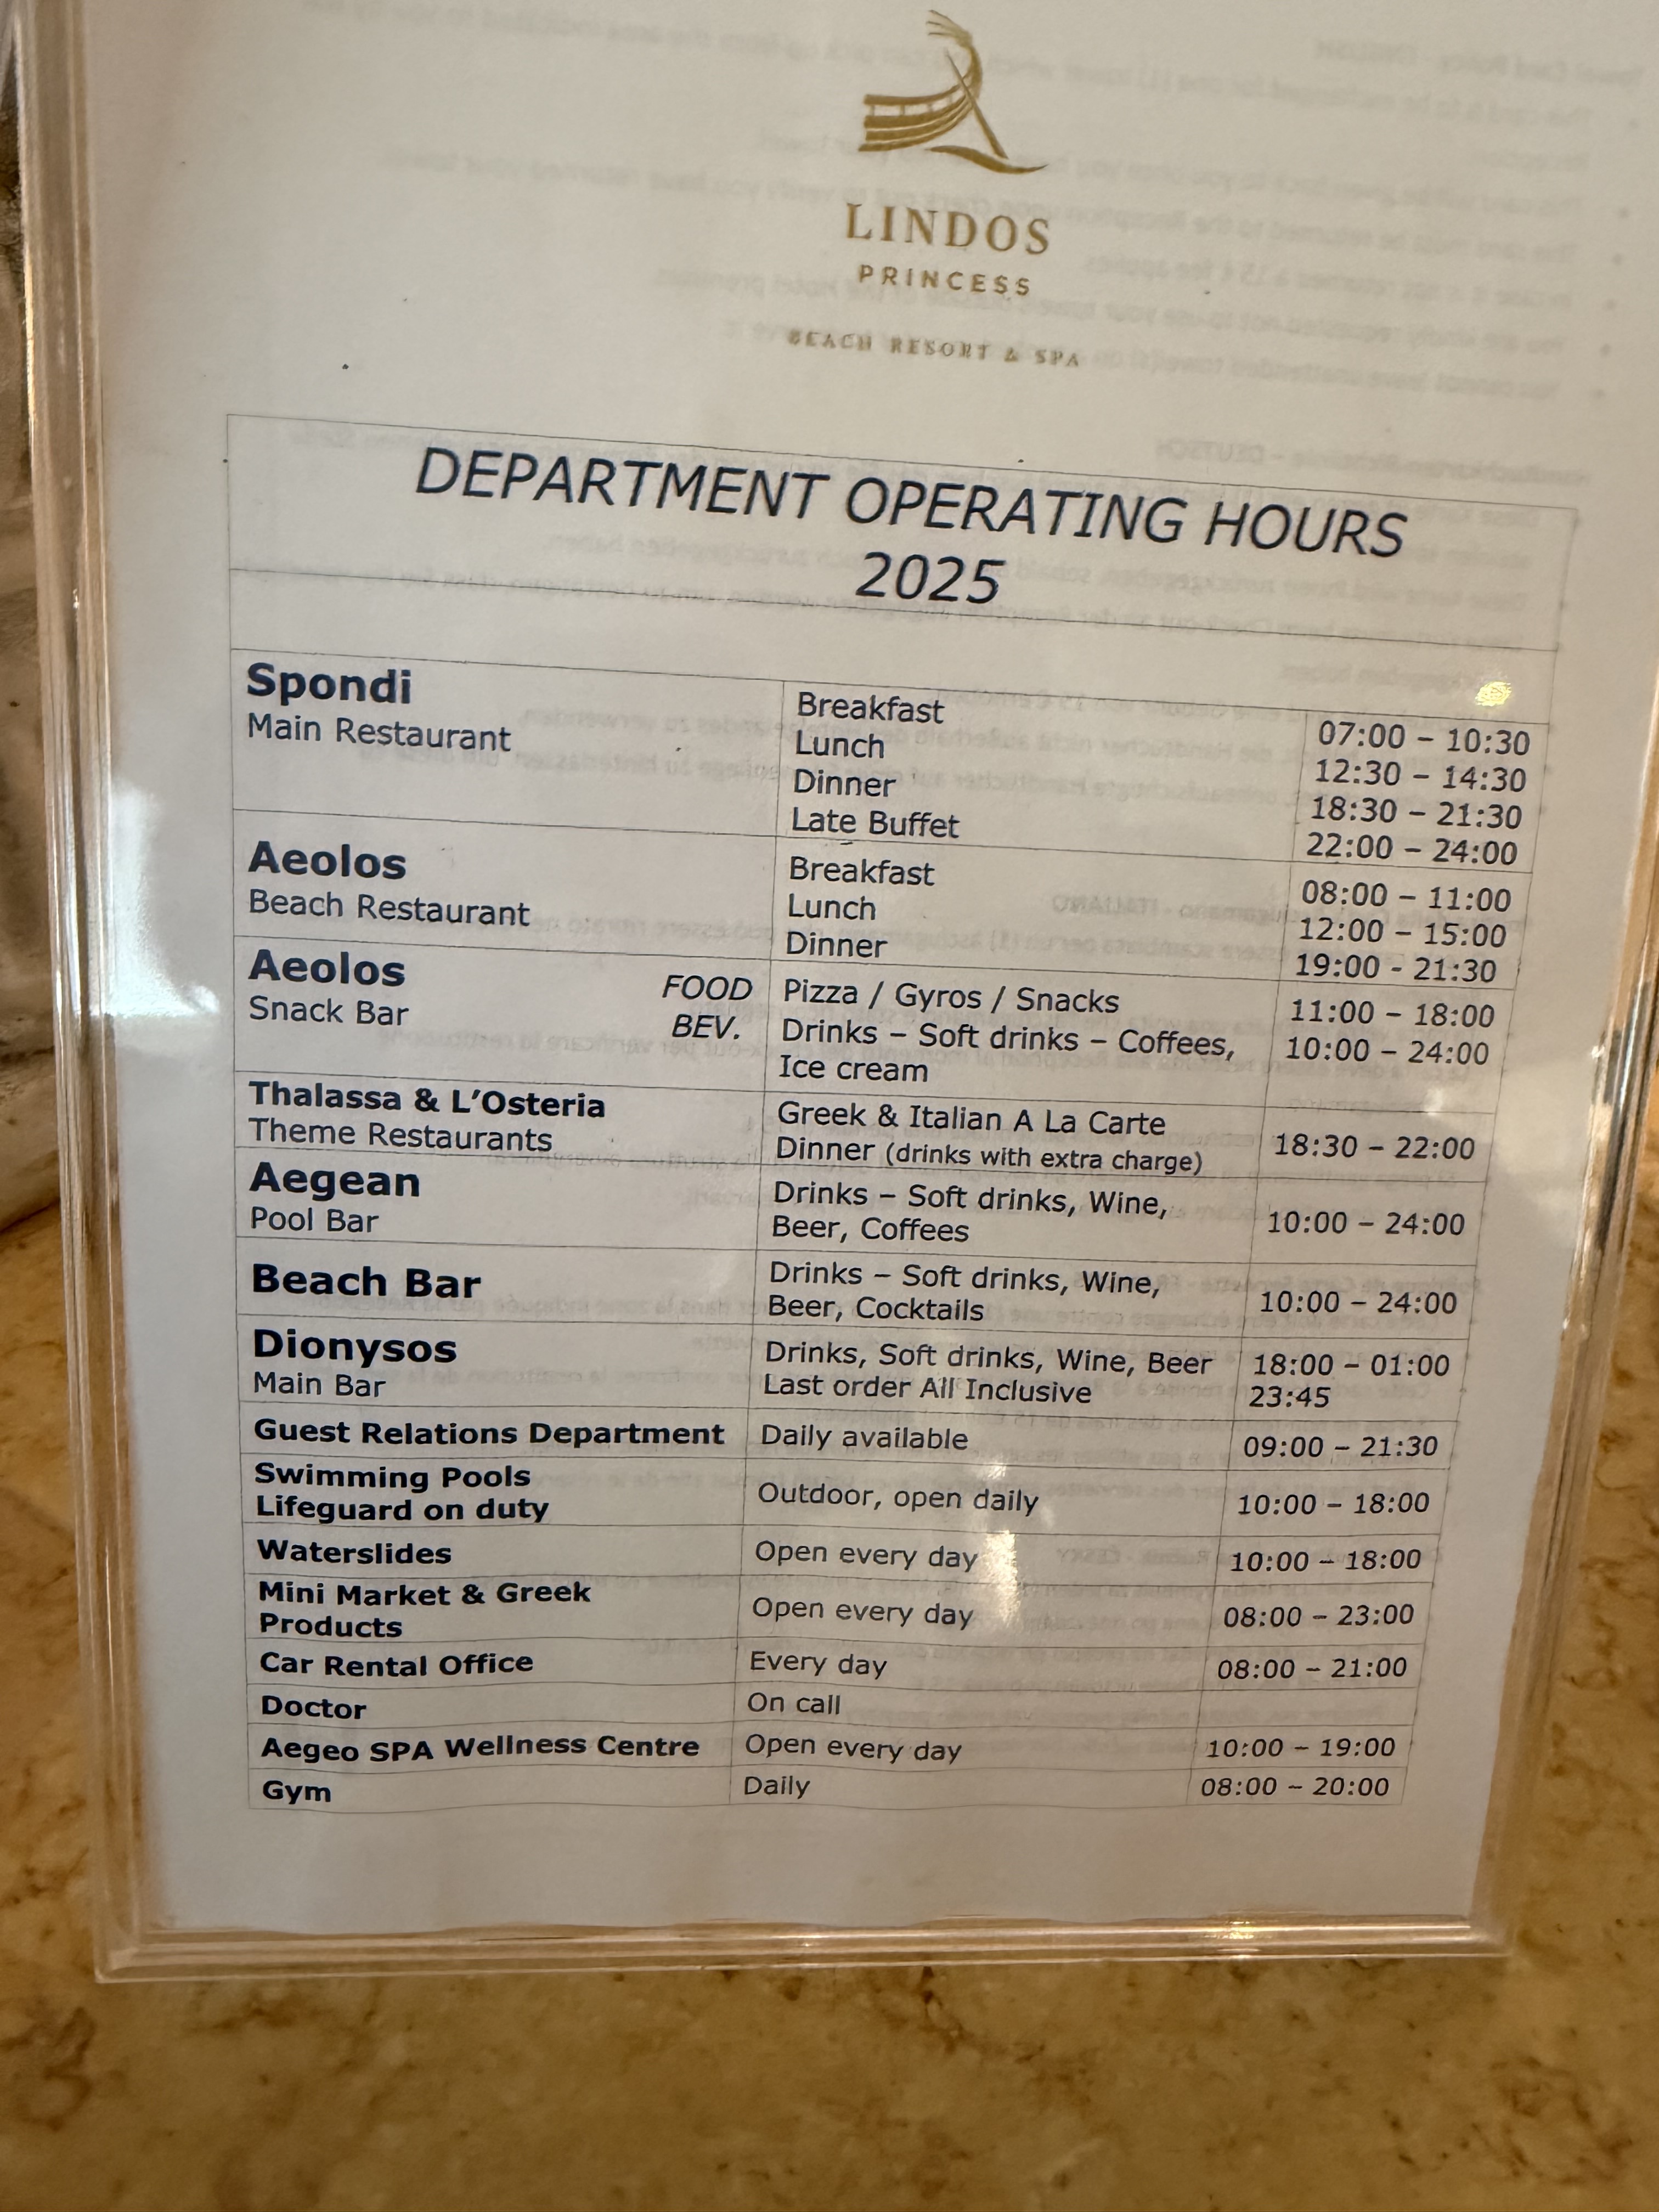 LINDOS
PRINCESS
BEACH RESORT & SPA
DEPARTMENT OPERATING HOURS
2025
Spondi
Main Restaurant
Breakfast 07:00 – 10:30
Lunch 12:30 – 14:30
Dinner 18:30 – 21:30
Late Buffet 22:00 – 24:00
Aeolos
Beach Restaurant
Breakfast 08:00 – 11:00
Lunch 12:00 – 15:00
Dinner 19:00 - 21:30
Aeolos
Snack Bar
FOOD Pizza / Gyros / Snacks 11:00 – 18:00
BEV. Drinks – Soft drinks – Coffees, 10:00 – 24:00
Ice cream
Thalassa & L’Osteria
Theme Restaurants
Greek & Italian A La Carte
Dinner (drinks with extra charge) 18:30 – 22:00
Aegean
Pool Bar
Drinks – Soft drinks, Wine,
Beer, Coffees 10:00 – 24:00
Beach Bar
Drinks – Soft drinks, Wine,
Beer, Cocktails 10:00 – 24:00
Dionysos
Main Bar
Drinks, Soft drinks, Wine, Beer 18:00 – 01:00
Last order All Inclusive 23:45
Guest Relations Department Daily available 09:00 – 21:30
Swimming Pools
Lifeguard on duty
Outdoor, open daily 10:00 – 18:00
Waterslides Open every day 10:00 – 18:00
Mini Market & Greek
Products
Open every day 08:00 – 23:00
Car Rental Office Every day 08:00 – 21:00
Doctor On call
Aegeo SPA Wellness Centre Open every day 10:00 – 19:00
Gym Daily 08:00 – 20:00